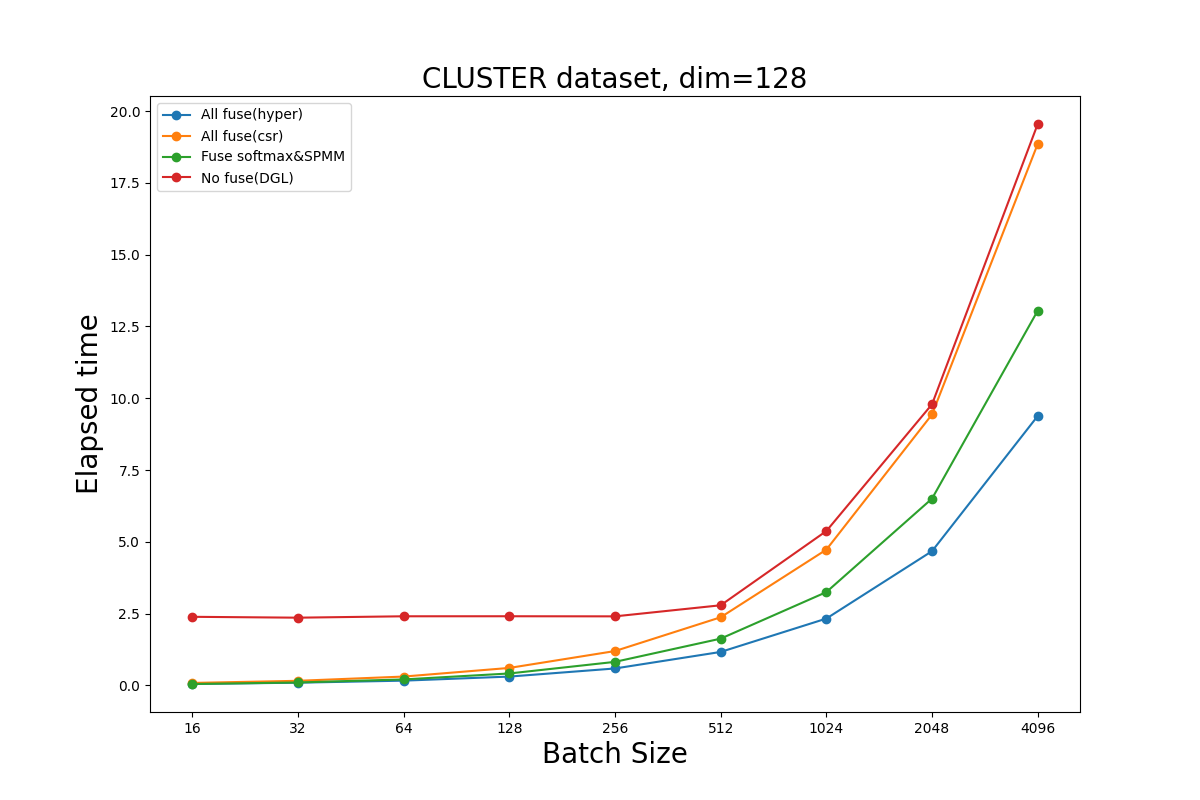 CLUSTER dataset, dim=128
All fuse(hyper)
All fuse(csr)
Fuse softmax&SPMM
No fuse(DGL)
20.0
17.5
15.0
12.5
10.0
7.5
5.0
2.5
0.0
Elapsed time
16 32 64 128 256 512 1024 2048 4096
Batch Size